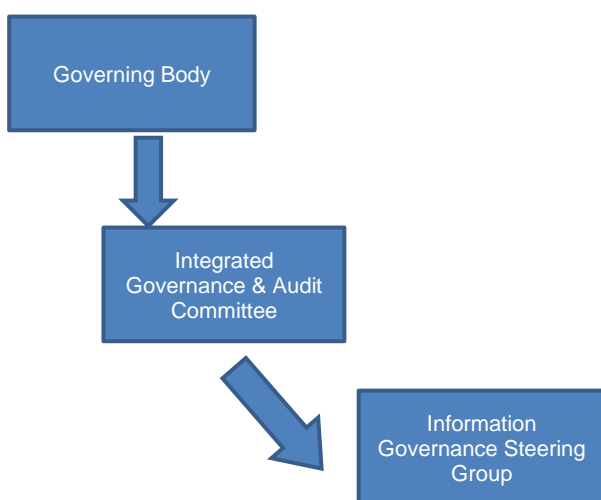 Governing Body
Integrated
Governance & Audit
Committee
Information
Governance Steering
Group